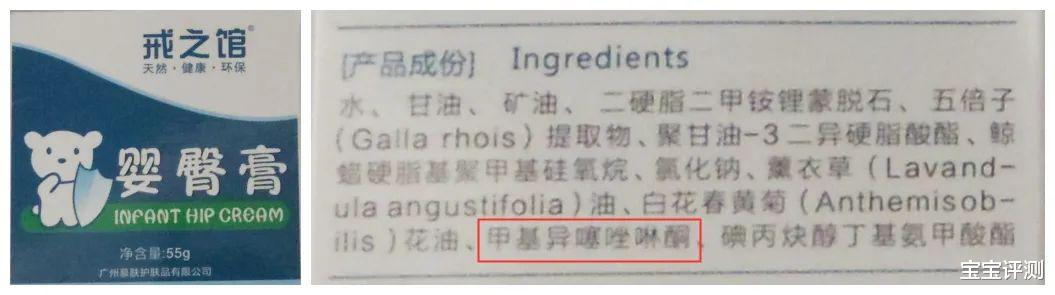 戒之馆®
天然·健康·环保
婴臀膏
INFANT HIP CREAM
净含量:55g
广州慕肤护肤品有限公司
[产品成份] Ingredients
水、甘油、矿油、二硬脂二甲铵锂蒙脱石、五倍子
(Galla rhois)提取物、聚甘油-3二异硬脂酸酯、鲸
蜡硬脂基聚甲基硅氧烷、氯化钠、薰衣草(Lavand-
ula angustifolia)油、白花春黄菊(Anthemisob-
ilis)花油、甲基异噻唑啉酮、碘丙炔醇丁基氨甲酸酯
宝宝评测